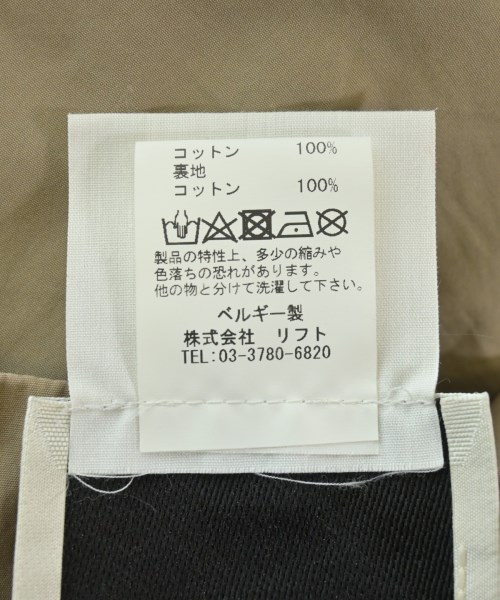 コットン 100%
裏地
コットン 100%
製品の特性上、多少の縮みや
色落ちの恐れがあります。
他の物と分けて洗濯して下さい。
ベルギー製
株式会社 リフト
TEL:03-3780-6820